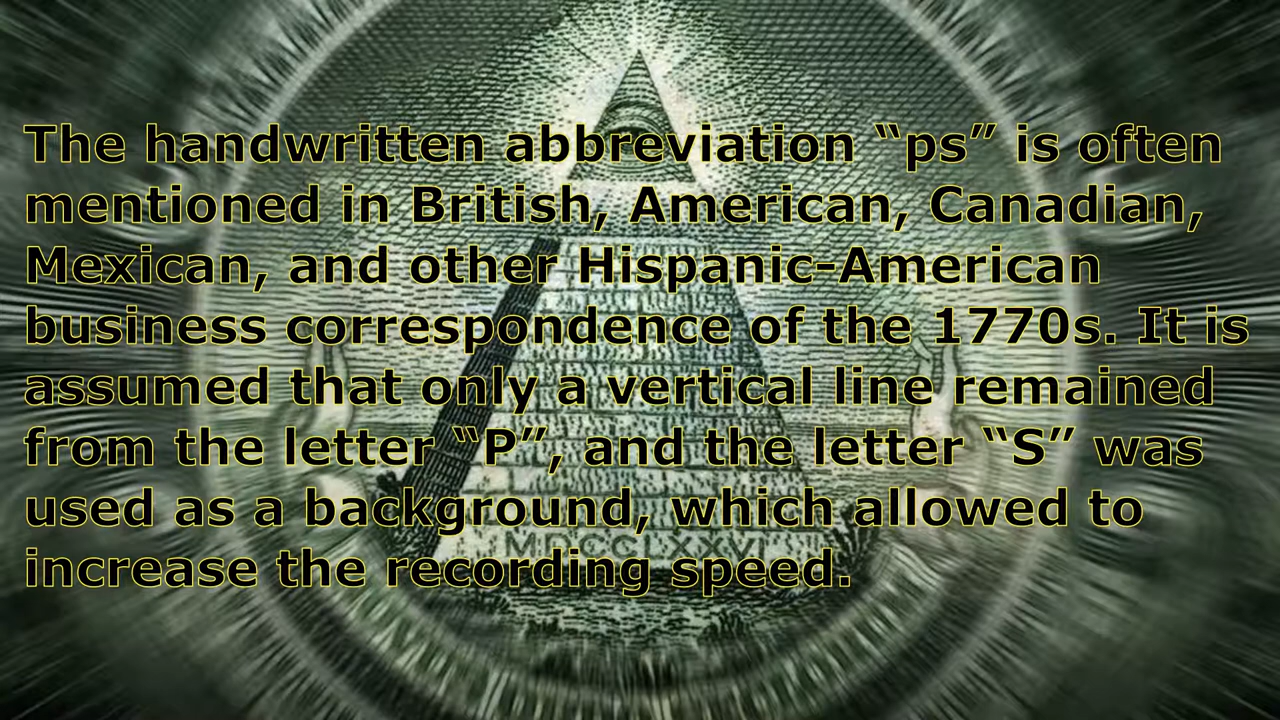 The handwritten abbreviation “ps” is often
mentioned in British, American, Canadian,
Mexican, and other Hispanic-American
business correspondence of the 1770s. It is
assumed that only a vertical line remained
from the letter “P”, and the letter “S” was
used as a background, which allowed to
increase the recording speed.
MDCCLXXVI